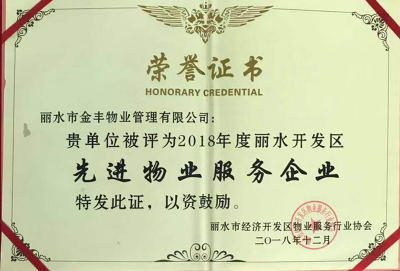 荣誉证书
HONORARY CREDENTIAL
丽水市金丰物业管理有限公司：
贵单位被评为2018年度丽水开发区
先进物业服务企业
特发此证，以资鼓励。
丽水市经济开发区物业服务行业协会
二〇一八年十二月